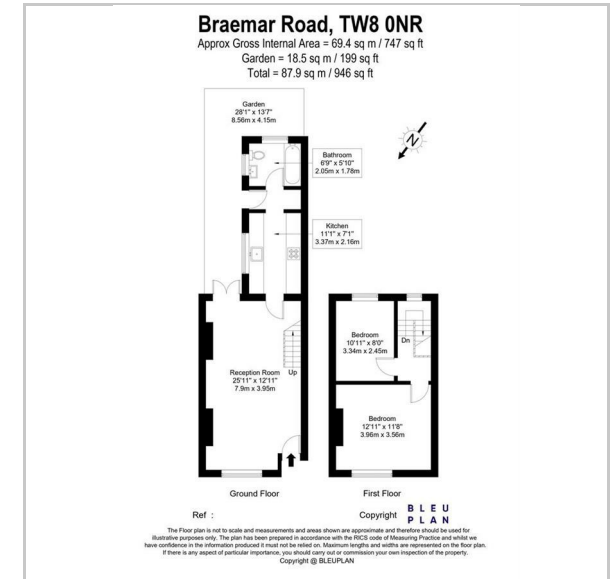 Braemar Road, TW8 0NR
Approx Gross Internal Area = 69.4 sq m / 747 sq ft
Garden = 18.5 sq m / 199 sq ft
Total = 87.9 sq m / 946 sq ft
Garden
28'1" x 13'7"
8.56m x 4.15m
N
Bathroom
6'9" x 5'10"
2.05m x 1.78m
Kitchen
11'1" x 7'1"
3.37m x 2.16m
Reception Room
25'11" x 12'11"
7.9m x 3.95m
Up
Bedroom
10'11" x 8'0"
3.34m x 2.45m
Dn
Bedroom
12'11" x 11'8"
3.96m x 3.56m
Ground Floor
First Floor
Ref :
Copyright
BLEU
PLAN
The Floor plan is not to scale and measurements and areas shown are approximate and therefore should be used for
illustrative purposes only. The plan has been prepared in accordance with the RICS code of Measuring Practice and whilst we
have confidence in the information produced it must not be relied on. Maximum lengths and widths are represented on the floor plan.
If there is any aspect of particular importance, you should carry out or commission your own inspection of the property.
Copyright @ BLEUPLAN